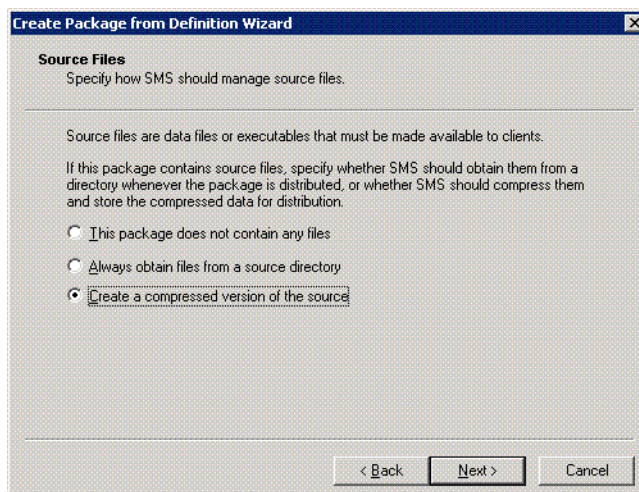 Create Package from Definition Wizard
Source Files
Specify how SMS should manage source files.
Source files are data files or executables that must be made available to clients.
If this package contains source files, specify whether SMS should obtain them from a
directory whenever the package is distributed, or whether SMS should compress them
and store the compressed data for distribution.
This package does not contain any files
Always obtain files from a source directory
Create a compressed version of the source
< Back Next > Cancel